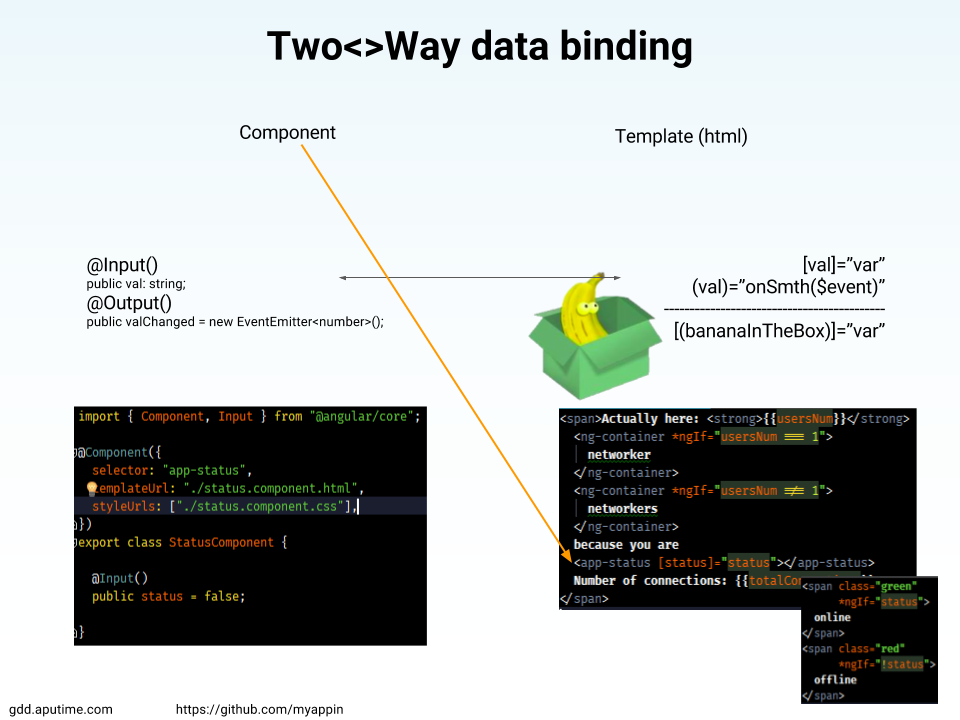 Two<>Way data binding
Component
Template (html)
@Input()
public val: string;
@Output()
public valChanged = new EventEmitter<number>();
[val]=”var”
(val)=”onSmth($event)”
--------------------------------------------
[(bananaInTheBox)]=”var”
import { Component, Input } from "@angular/core";
@Component({
selector: "app-status",
templateUrl: "./status.component.html",
styleUrls: ["./status.component.css"],
})
export class StatusComponent {
@Input()
public status = false;
}
<span>Actually here: <strong>{{usersNum}}</strong>
<ng-container *ngIf="usersNum === 1">
networker
</ng-container>
<ng-container *ngIf="usersNum !== 1">
networkers
</ng-container>
because you are
<app-status [status]="status"></app-status>
Number of connections: {{
</span>
<span class="green"
*ngIf="status">
online
</span>
<span class="red"
*ngIf="!status">
offline
</span>
gdd.aputime.com
https://github.com/myappin